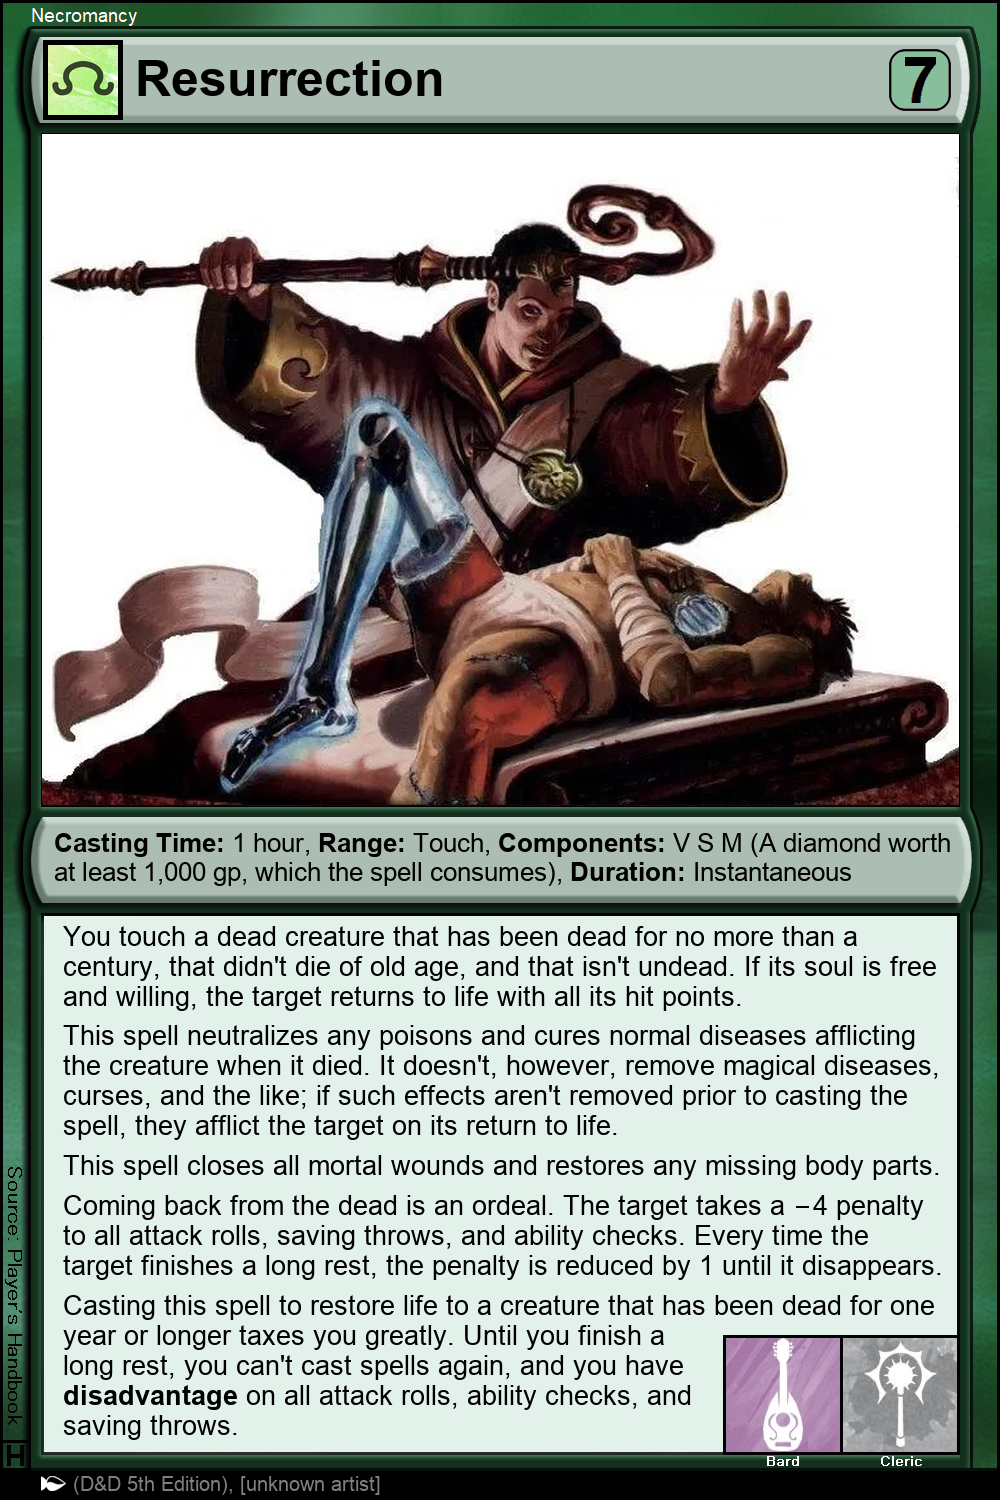 Necromancy
Resurrection
7
Casting Time: 1 hour, Range: Touch, Components: V S M (A diamond worth
at least 1,000 gp, which the spell consumes), Duration: Instantaneous
You touch a dead creature that has been dead for no more than a
century, that didn't die of old age, and that isn't undead. If its soul is free
and willing, the target returns to life with all its hit points.
This spell neutralizes any poisons and cures normal diseases afflicting
the creature when it died. It doesn't, however, remove magical diseases,
curses, and the like; if such effects aren't removed prior to casting the
spell, they afflict the target on its return to life.
This spell closes all mortal wounds and restores any missing body parts.
Coming back from the dead is an ordeal. The target takes a −4 penalty
to all attack rolls, saving throws, and ability checks. Every time the
target finishes a long rest, the penalty is reduced by 1 until it disappears.
Casting this spell to restore life to a creature that has been dead for one
year or longer taxes you greatly. Until you finish a
long rest, you can't cast spells again, and you have
disadvantage on all attack rolls, ability checks, and
saving throws.
Bard
Cleric
Source: Player's Handbook
H
(D&D 5th Edition), [unknown artist]